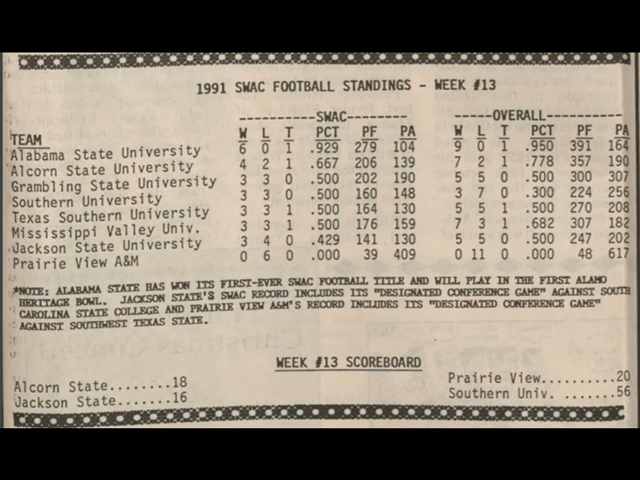 1991 SWAC FOOTBALL STANDINGS - WEEK #13
----------SWAC-------- -----OVERALL----------
TEAM W L T PCT PF PA W L T PCT PF PA
Alabama State University 6 0 1 .929 279 104 9 0 1 .950 391 164
Alcorn State University 4 2 1 .667 206 139 7 2 1 .778 357 190
Grambling State University 3 3 0 .500 202 190 5 5 0 .500 300 307
Southern University 3 3 0 .500 160 148 3 7 0 .300 224 256
Texas Southern University 3 3 1 .500 164 130 5 5 1 .500 270 208
Mississippi Valley Univ. 3 3 1 .500 176 159 7 3 1 .682 307 182
Jackson State University 3 4 0 .429 141 130 5 5 0 .500 247 202
Prairie View A&M 0 6 0 .000 39 409 0 11 0 .000 48 617
*NOTE: ALABAMA STATE HAS WON ITS FIRST-EVER SWAC FOOTBALL TITLE AND WILL PLAY IN THE FIRST ALAMO
HERITAGE BOWL. JACKSON STATE'S SWAC RECORD INCLUDES ITS "DESIGNATED CONFERENCE GAME" AGAINST SOUTH
CAROLINA STATE COLLEGE AND PRAIRIE VIEW A&M'S RECORD INCLUDES ITS "DESIGNATED CONFERENCE GAME"
AGAINST SOUTHWEST TEXAS STATE.
WEEK #13 SCOREBOARD
Alcorn State........18
Jackson State.......16
Prairie View..........20
Southern Univ. .......56